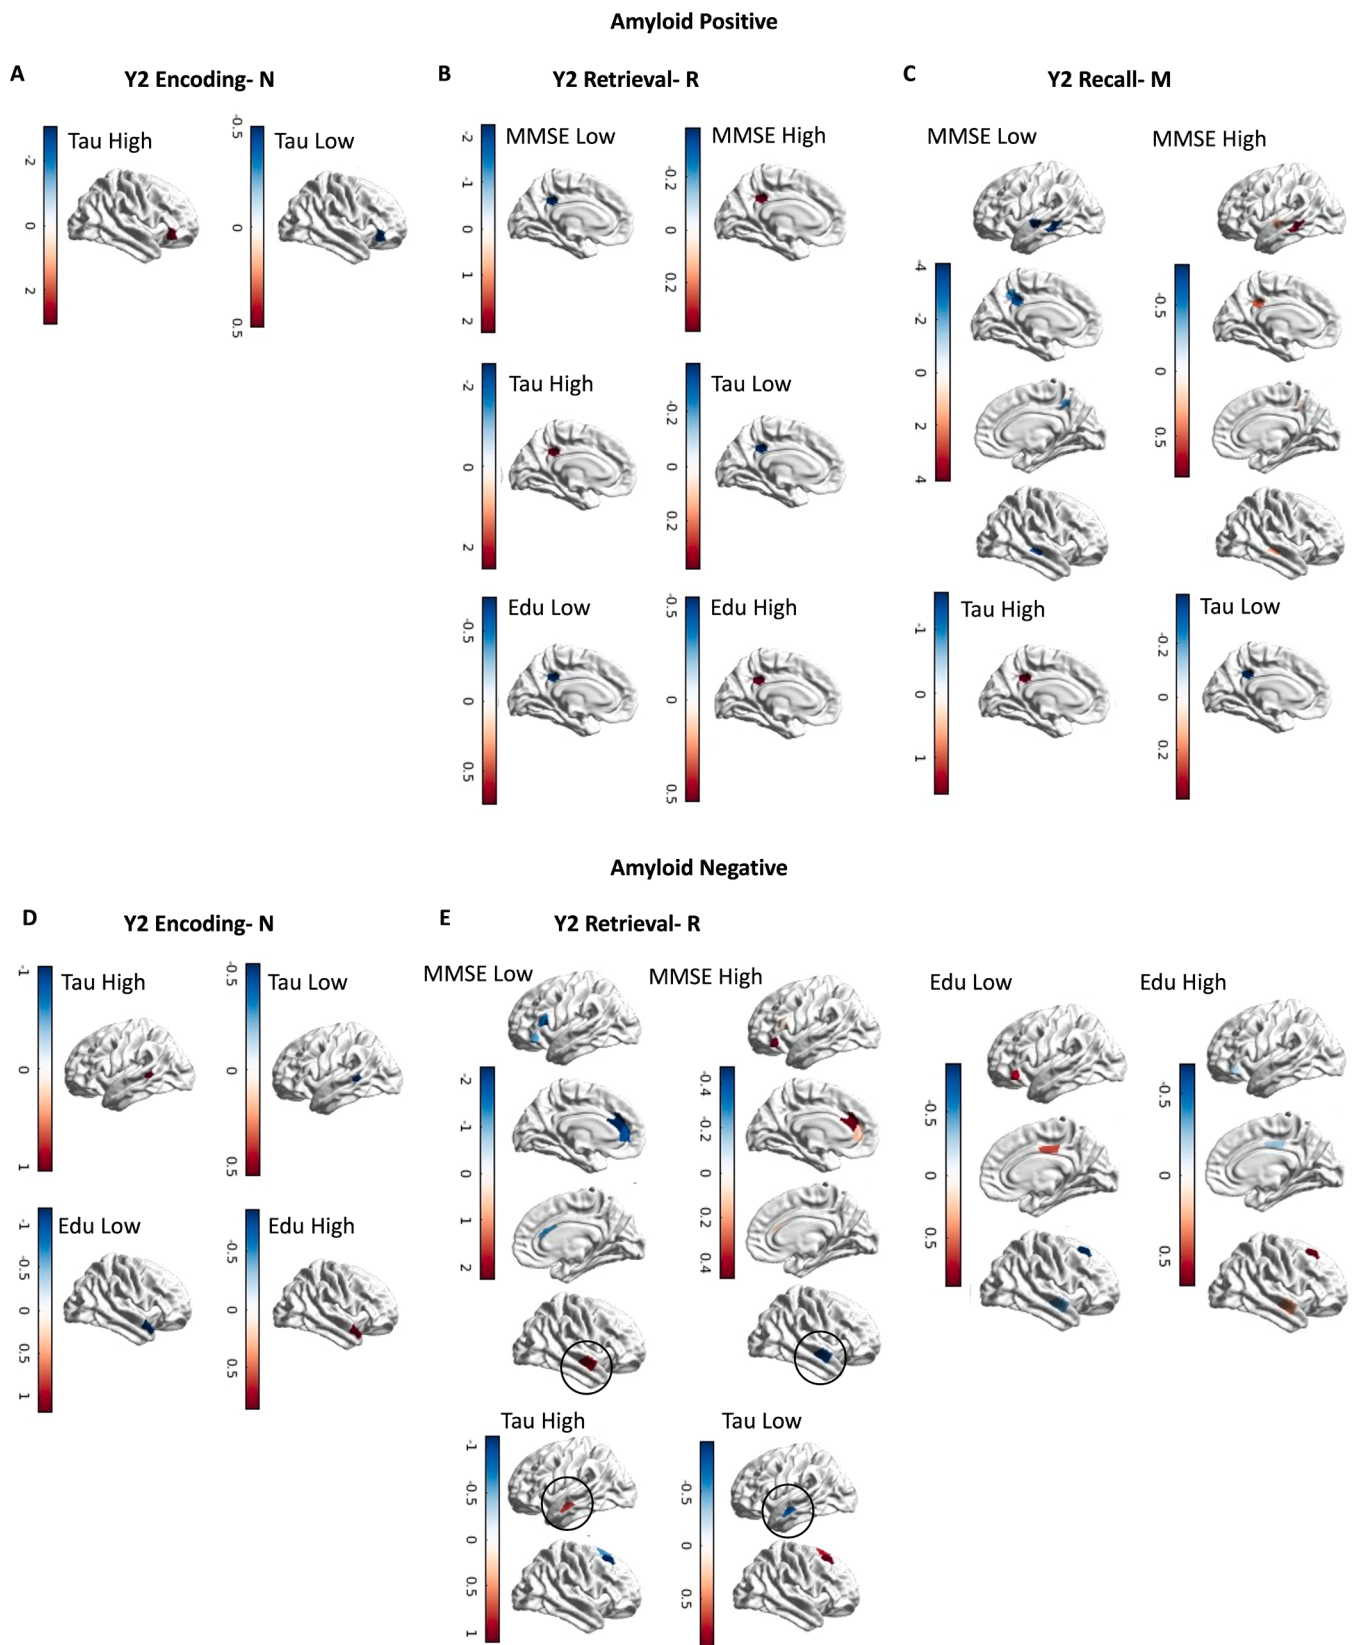 Amyloid Positive
A
Y2 Encoding- N
Tau High
-2
0
2
Tau Low
-0.5
0
0.5
B
Y2 Retrieval- R
MMSE Low
-2
-1
0
1
2
MMSE High
-0.2
0
0.2
Tau High
-2
0
2
Tau Low
-0.2
0
0.2
Edu Low
-0.5
0
0.5
Edu High
-0.5
0
0.5
C
Y2 Recall- M
MMSE Low
-4
-2
0
2
4
MMSE High
-0.5
0
0.5
Tau High
-1
0
1
Tau Low
-0.2
0
0.2
Amyloid Negative
D
Y2 Encoding- N
Tau High
-1
0
1
Tau Low
-0.5
0
0.5
Edu Low
-1
-0.5
0
0.5
1
Edu High
-0.5
0
0.5
E
Y2 Retrieval- R
MMSE Low
-2
-1
0
1
2
MMSE High
-0.4
-0.2
0
0.2
0.4
Edu Low
-0.5
0
0.5
Edu High
-0.5
0
0.5
Tau High
-1
-0.5
0
0.5
1
Tau Low
-0.5
0
0.5